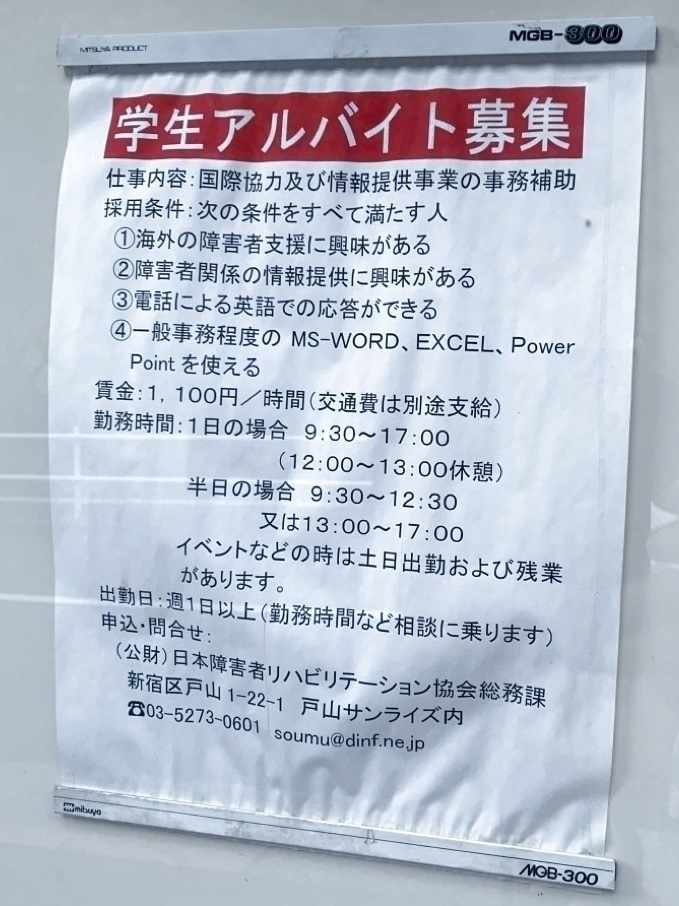 MITSUYA PRODUCT
MGB-300
学生アルバイト募集
仕事内容:国際協力及び情報提供事業の事務補助
採用条件:次の条件をすべて満たす人
①海外の障害者支援に興味がある
②障害者関係の情報提供に興味がある
③電話による英語での応答ができる
④一般事務程度の MS-WORD、EXCEL、Power
Point を使える
賃金:1,100円/時間(交通費は別途支給)
勤務時間:1日の場合 9:30~17:00
(12:00~13:00休憩)
半日の場合 9:30~12:30
又は13:00~17:00
イベントなどの時は土日出勤および残業
があります。
出勤日:週1日以上(勤務時間など相談に乗ります)
申込・問合せ:
(公財)日本障害者リハビリテーション協会総務課
新宿区戸山 1-22-1 戸山サンライズ内
☎03-5273-0601 soumu@dinf.ne.jp
mitsuya
MGB-300